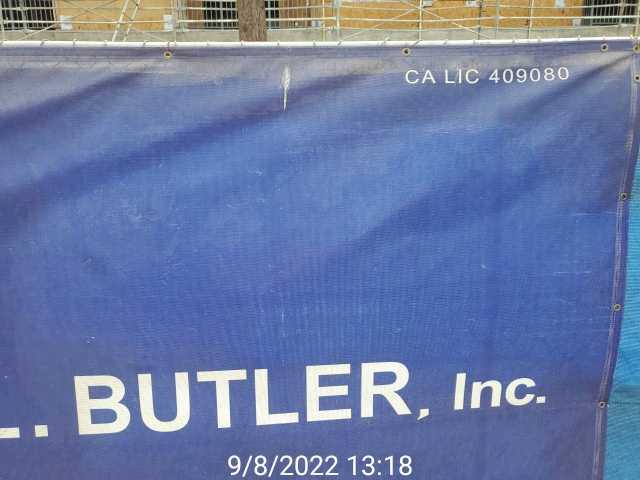 CA LIC 409080
L. BUTLER, Inc.
9/8/2022 13:18